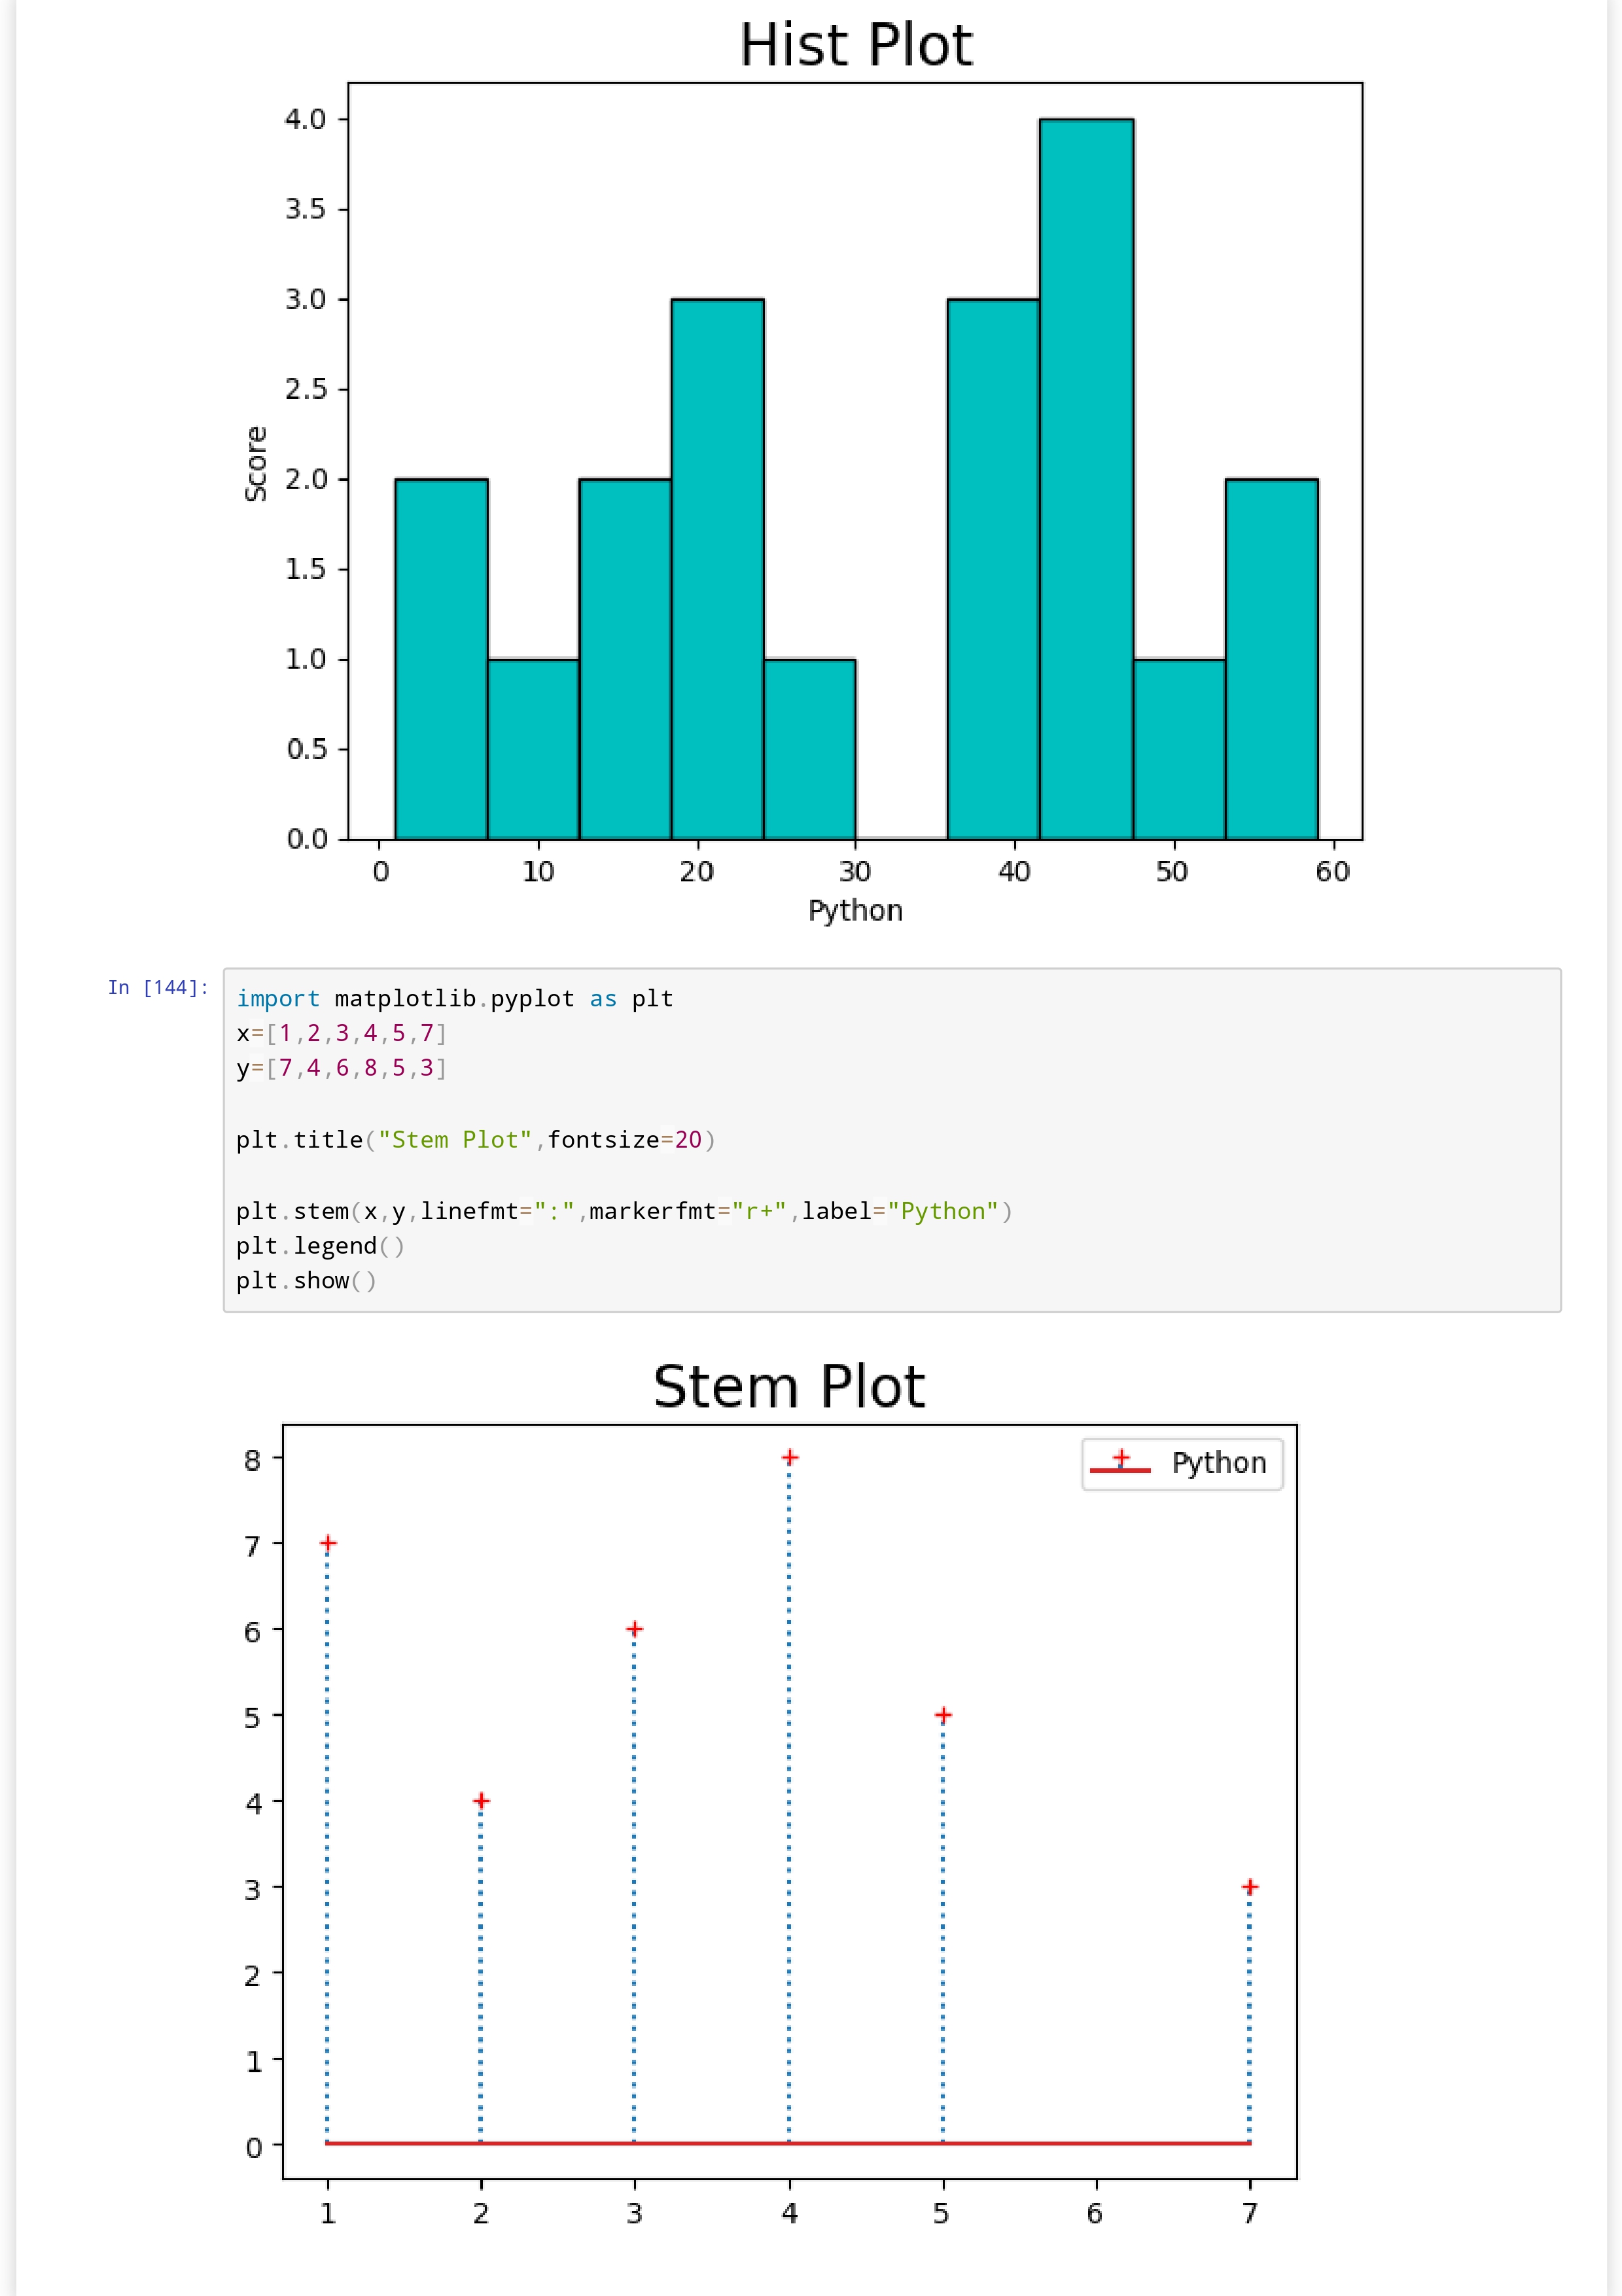 Hist Plot
4.0
3.5
3.0
2.5
2.0
1.5
1.0
0.5
0.0
Score
0 10 20 30 40 50 60
Python
In [144]:
import matplotlib.pyplot as plt
x=[1,2,3,4,5,7]
y=[7,4,6,8,5,3]
plt.title("Stem Plot",fontsize=20)
plt.stem(x,y,linefmt=":",markerfmt="r+",label="Python")
plt.legend()
plt.show()
Stem Plot
Python
8
7
6
5
4
3
2
1
0
1 2 3 4 5 6 7